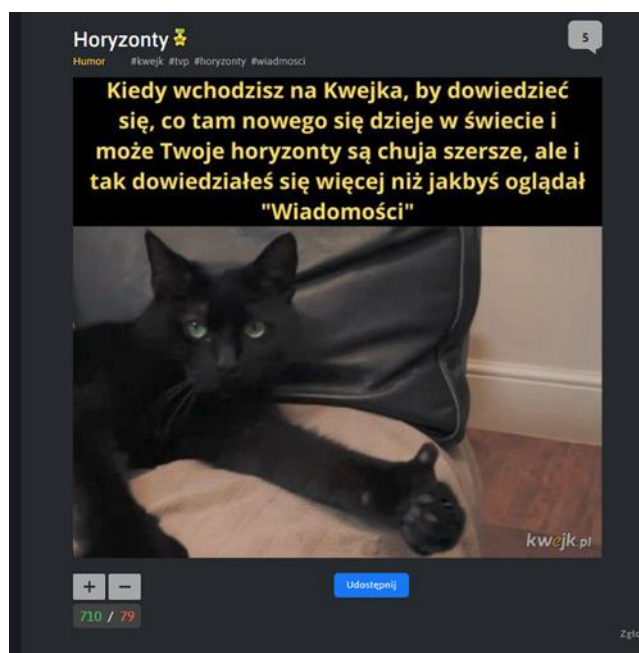 Horyzonty
5
Humor #kwejk #tvp #horyzonty #wiadmosci
Kiedy wchodzisz na Kwejka, by dowiedzieć
się, co tam nowego się dzieje w świecie i
może Twoje horyzonty są chuja szersze, ale i
tak dowiedziałeś się więcej niż jakbyś oglądał
"Wiadomości"
kwejk.pl
+ −
Udostępnij
710 / 79